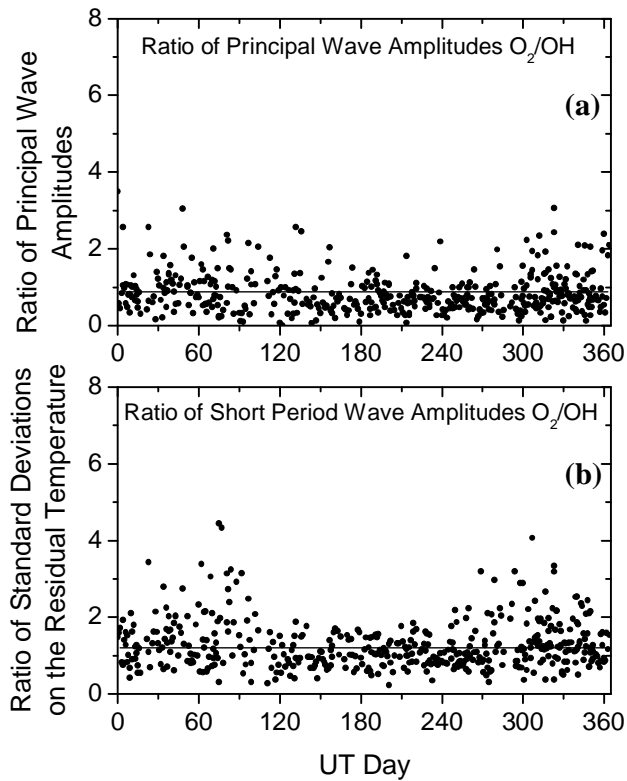 Ratio of Principal Wave
Amplitudes
8
6
4
2
0
Ratio of Principal Wave Amplitudes O₂/OH
(a)
0 60 120 180 240 300 360
Ratio of Standard Deviations
on the Residual Temperature
8
6
4
2
0
Ratio of Short Period Wave Amplitudes O₂/OH
(b)
0 60 120 180 240 300 360
UT Day